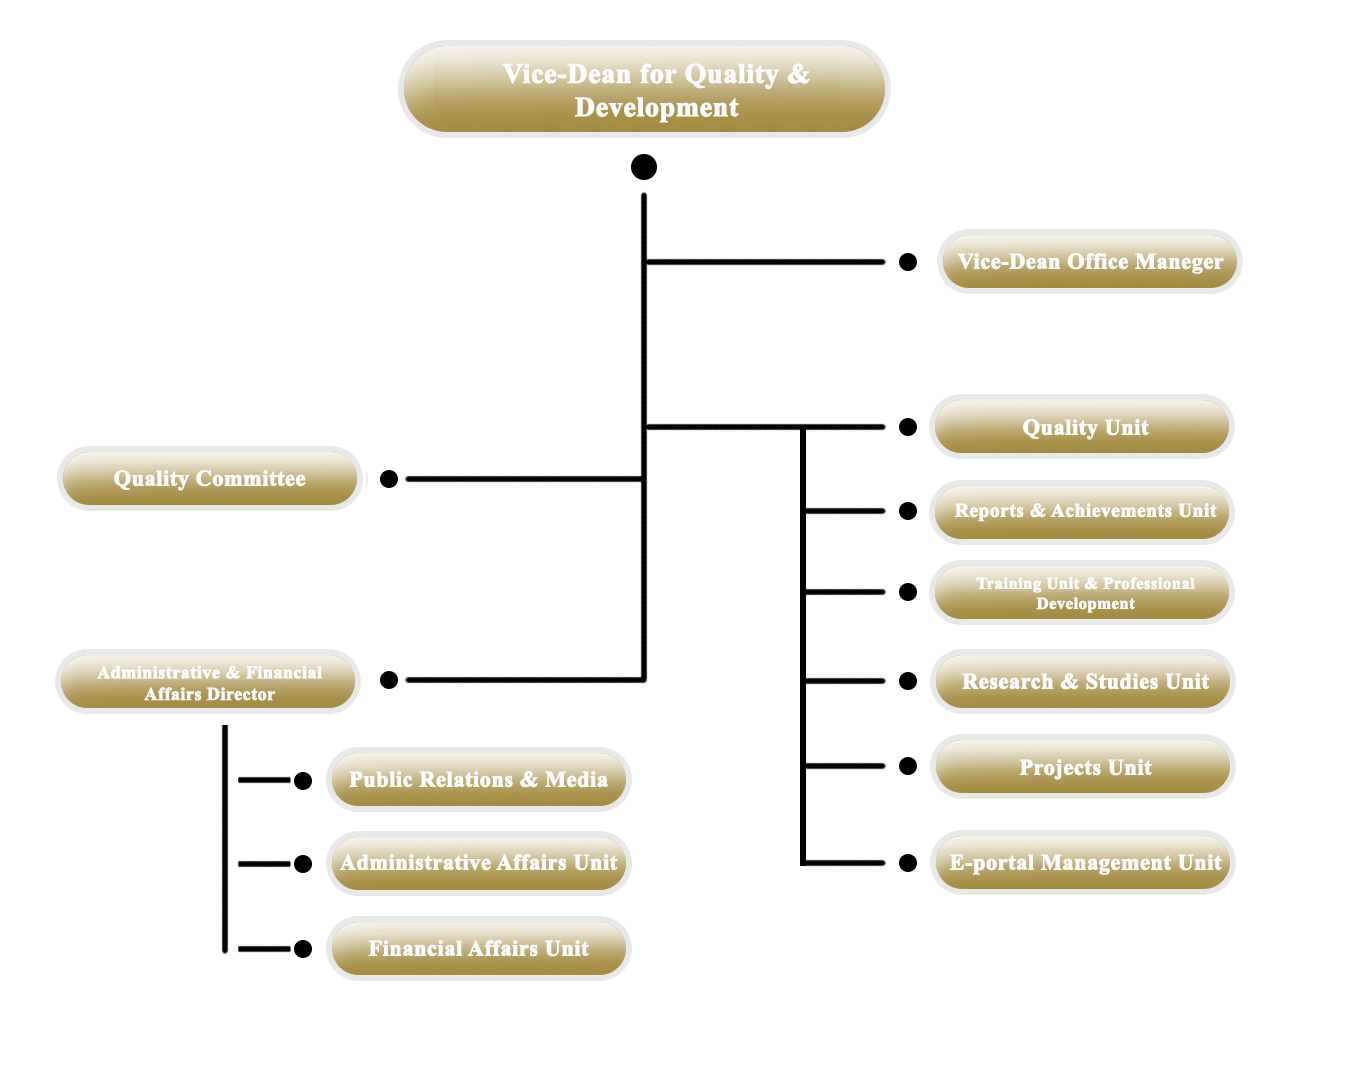 Vice-Dean for Quality &
Development
Vice-Dean Office Maneger
Quality Unit
Quality Committee
Reports & Achievements Unit
Training Unit & Professional
Development
Administrative & Financial
Affairs Director
Research & Studies Unit
Public Relations & Media
Projects Unit
Administrative Affairs Unit
E-portal Management Unit
Financial Affairs Unit